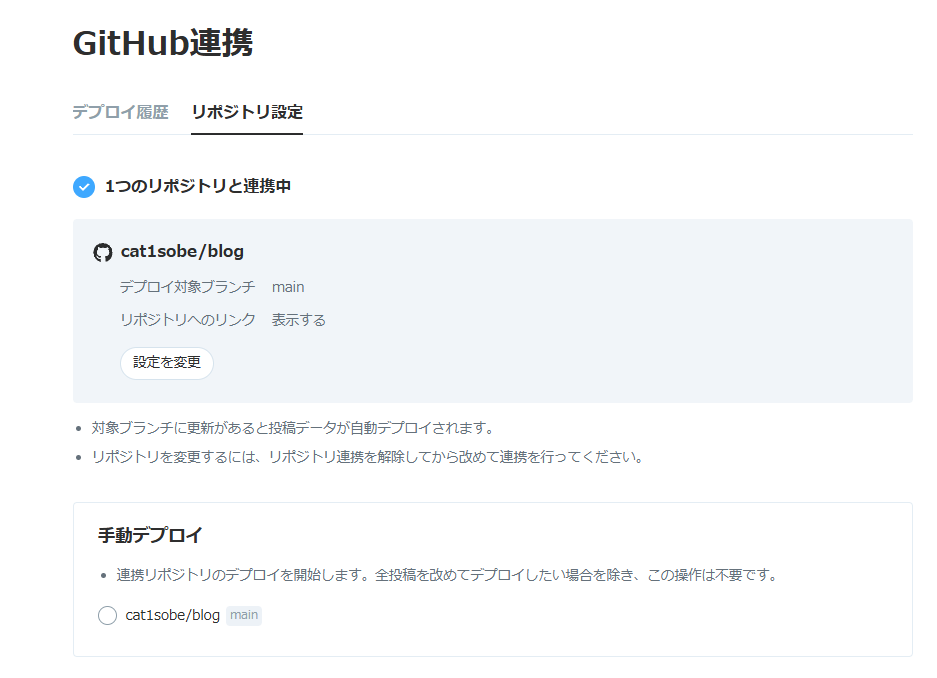 GitHub連携
デプロイ履歴 リポジトリ設定
1つのリポジトリと連携中
cat1sobe/blog
デプロイ対象ブランチ main
リポジトリへのリンク 表示する
設定を変更
• 対象ブランチに更新があると投稿データが自動デプロイされます。
• リポジトリを変更するには、リポジトリ連携を解除してから改めて連携を行ってください。
手動デプロイ
• 連携リポジトリのデプロイを開始します。全投稿を改めてデプロイしたい場合を除き、この操作は不要です。
cat1sobe/blog main